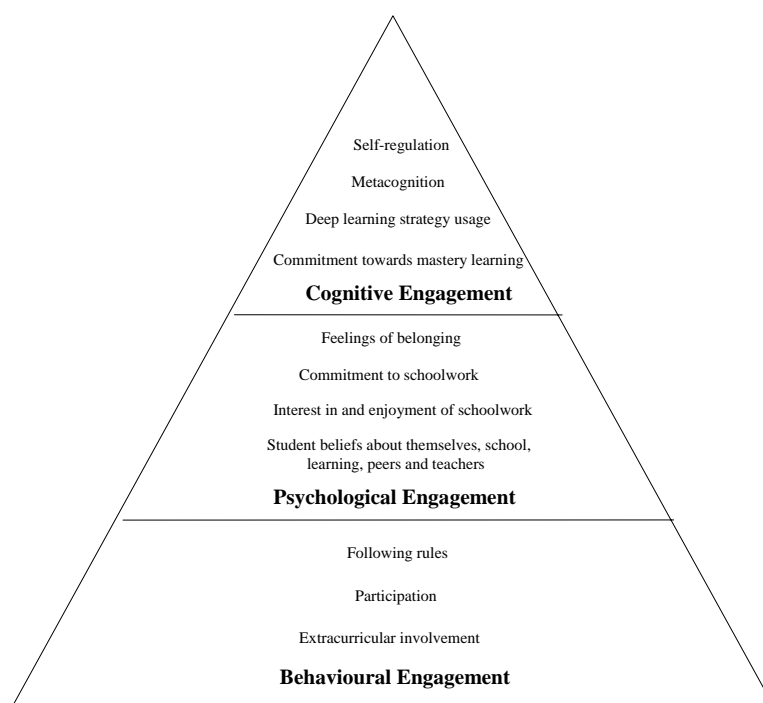 Self-regulation
Metacognition
Deep learning strategy usage
Commitment towards mastery learning
Cognitive Engagement
Feelings of belonging
Commitment to schoolwork
Interest in and enjoyment of schoolwork
Student beliefs about themselves, school,
learning, peers and teachers
Psychological Engagement
Following rules
Participation
Extracurricular involvement
Behavioural Engagement